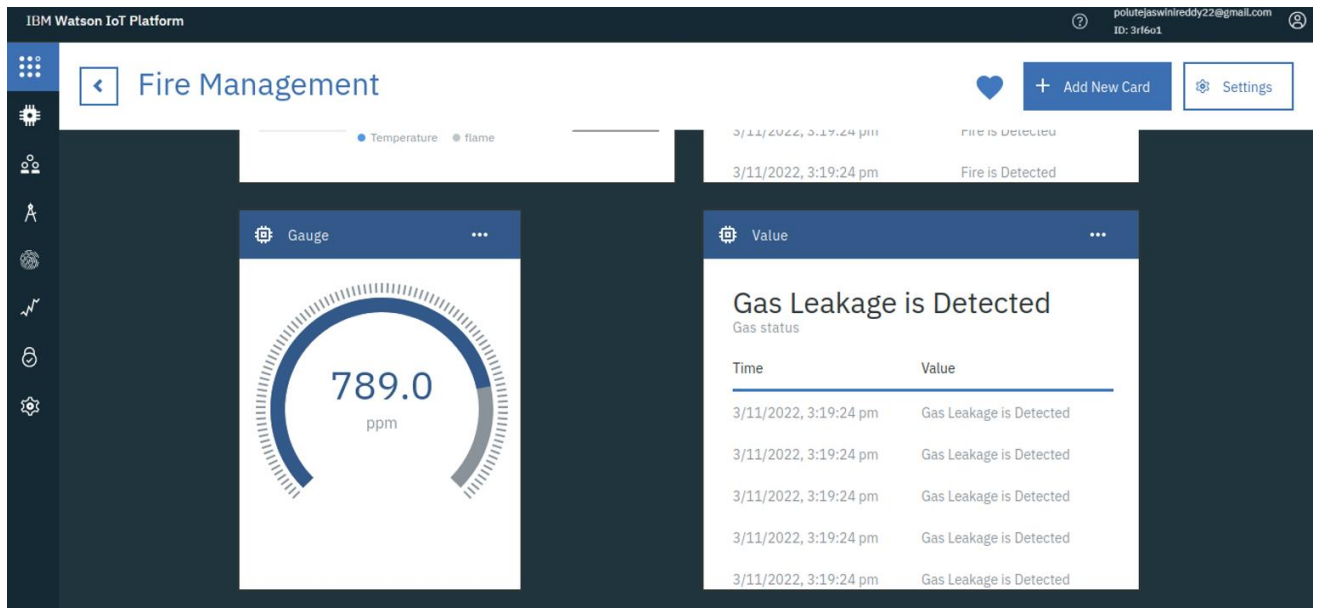 IBM Watson IoT Platform
polutejaswinireddy22@gmail.com
ID: 3rf6o1
Fire Management
+ Add New Card
Settings
Temperature flame
3/11/2022, 3:19:24 pm Fire is Detected
3/11/2022, 3:19:24 pm Fire is Detected
Gauge
789.0
ppm
Value
Gas Leakage is Detected
Gas status
Time Value
3/11/2022, 3:19:24 pm Gas Leakage is Detected
3/11/2022, 3:19:24 pm Gas Leakage is Detected
3/11/2022, 3:19:24 pm Gas Leakage is Detected
3/11/2022, 3:19:24 pm Gas Leakage is Detected
3/11/2022, 3:19:24 pm Gas Leakage is Detected